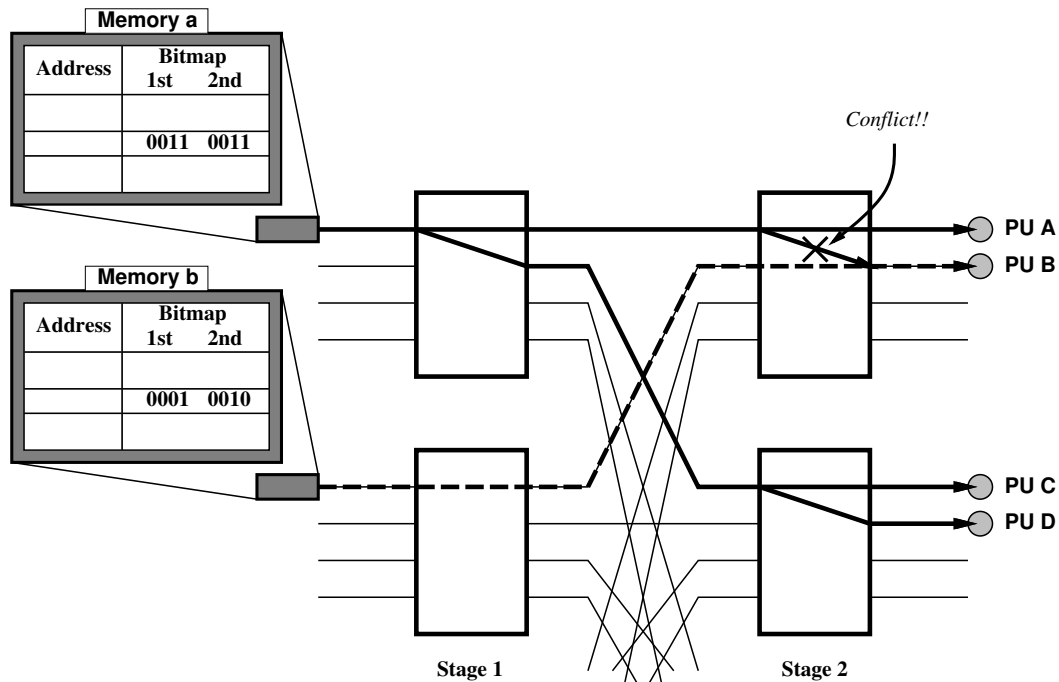 Memory a
Address Bitmap
1st 2nd
0011 0011
Conflict!!
PU A
PU B
Memory b
Address Bitmap
1st 2nd
0001 0010
PU C
PU D
Stage 1 Stage 2